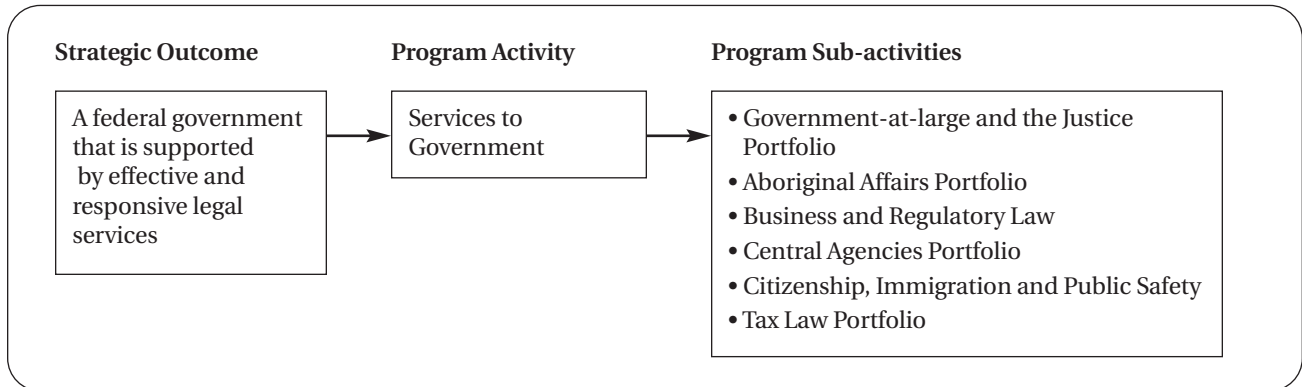 Strategic Outcome
A federal government
that is supported
by effective and
responsive legal
services
Program Activity
Services to
Government
Program Sub-activities
• Government-at-large and the Justice
Portfolio
• Aboriginal Affairs Portfolio
• Business and Regulatory Law
• Central Agencies Portfolio
• Citizenship, Immigration and Public Safety
• Tax Law Portfolio